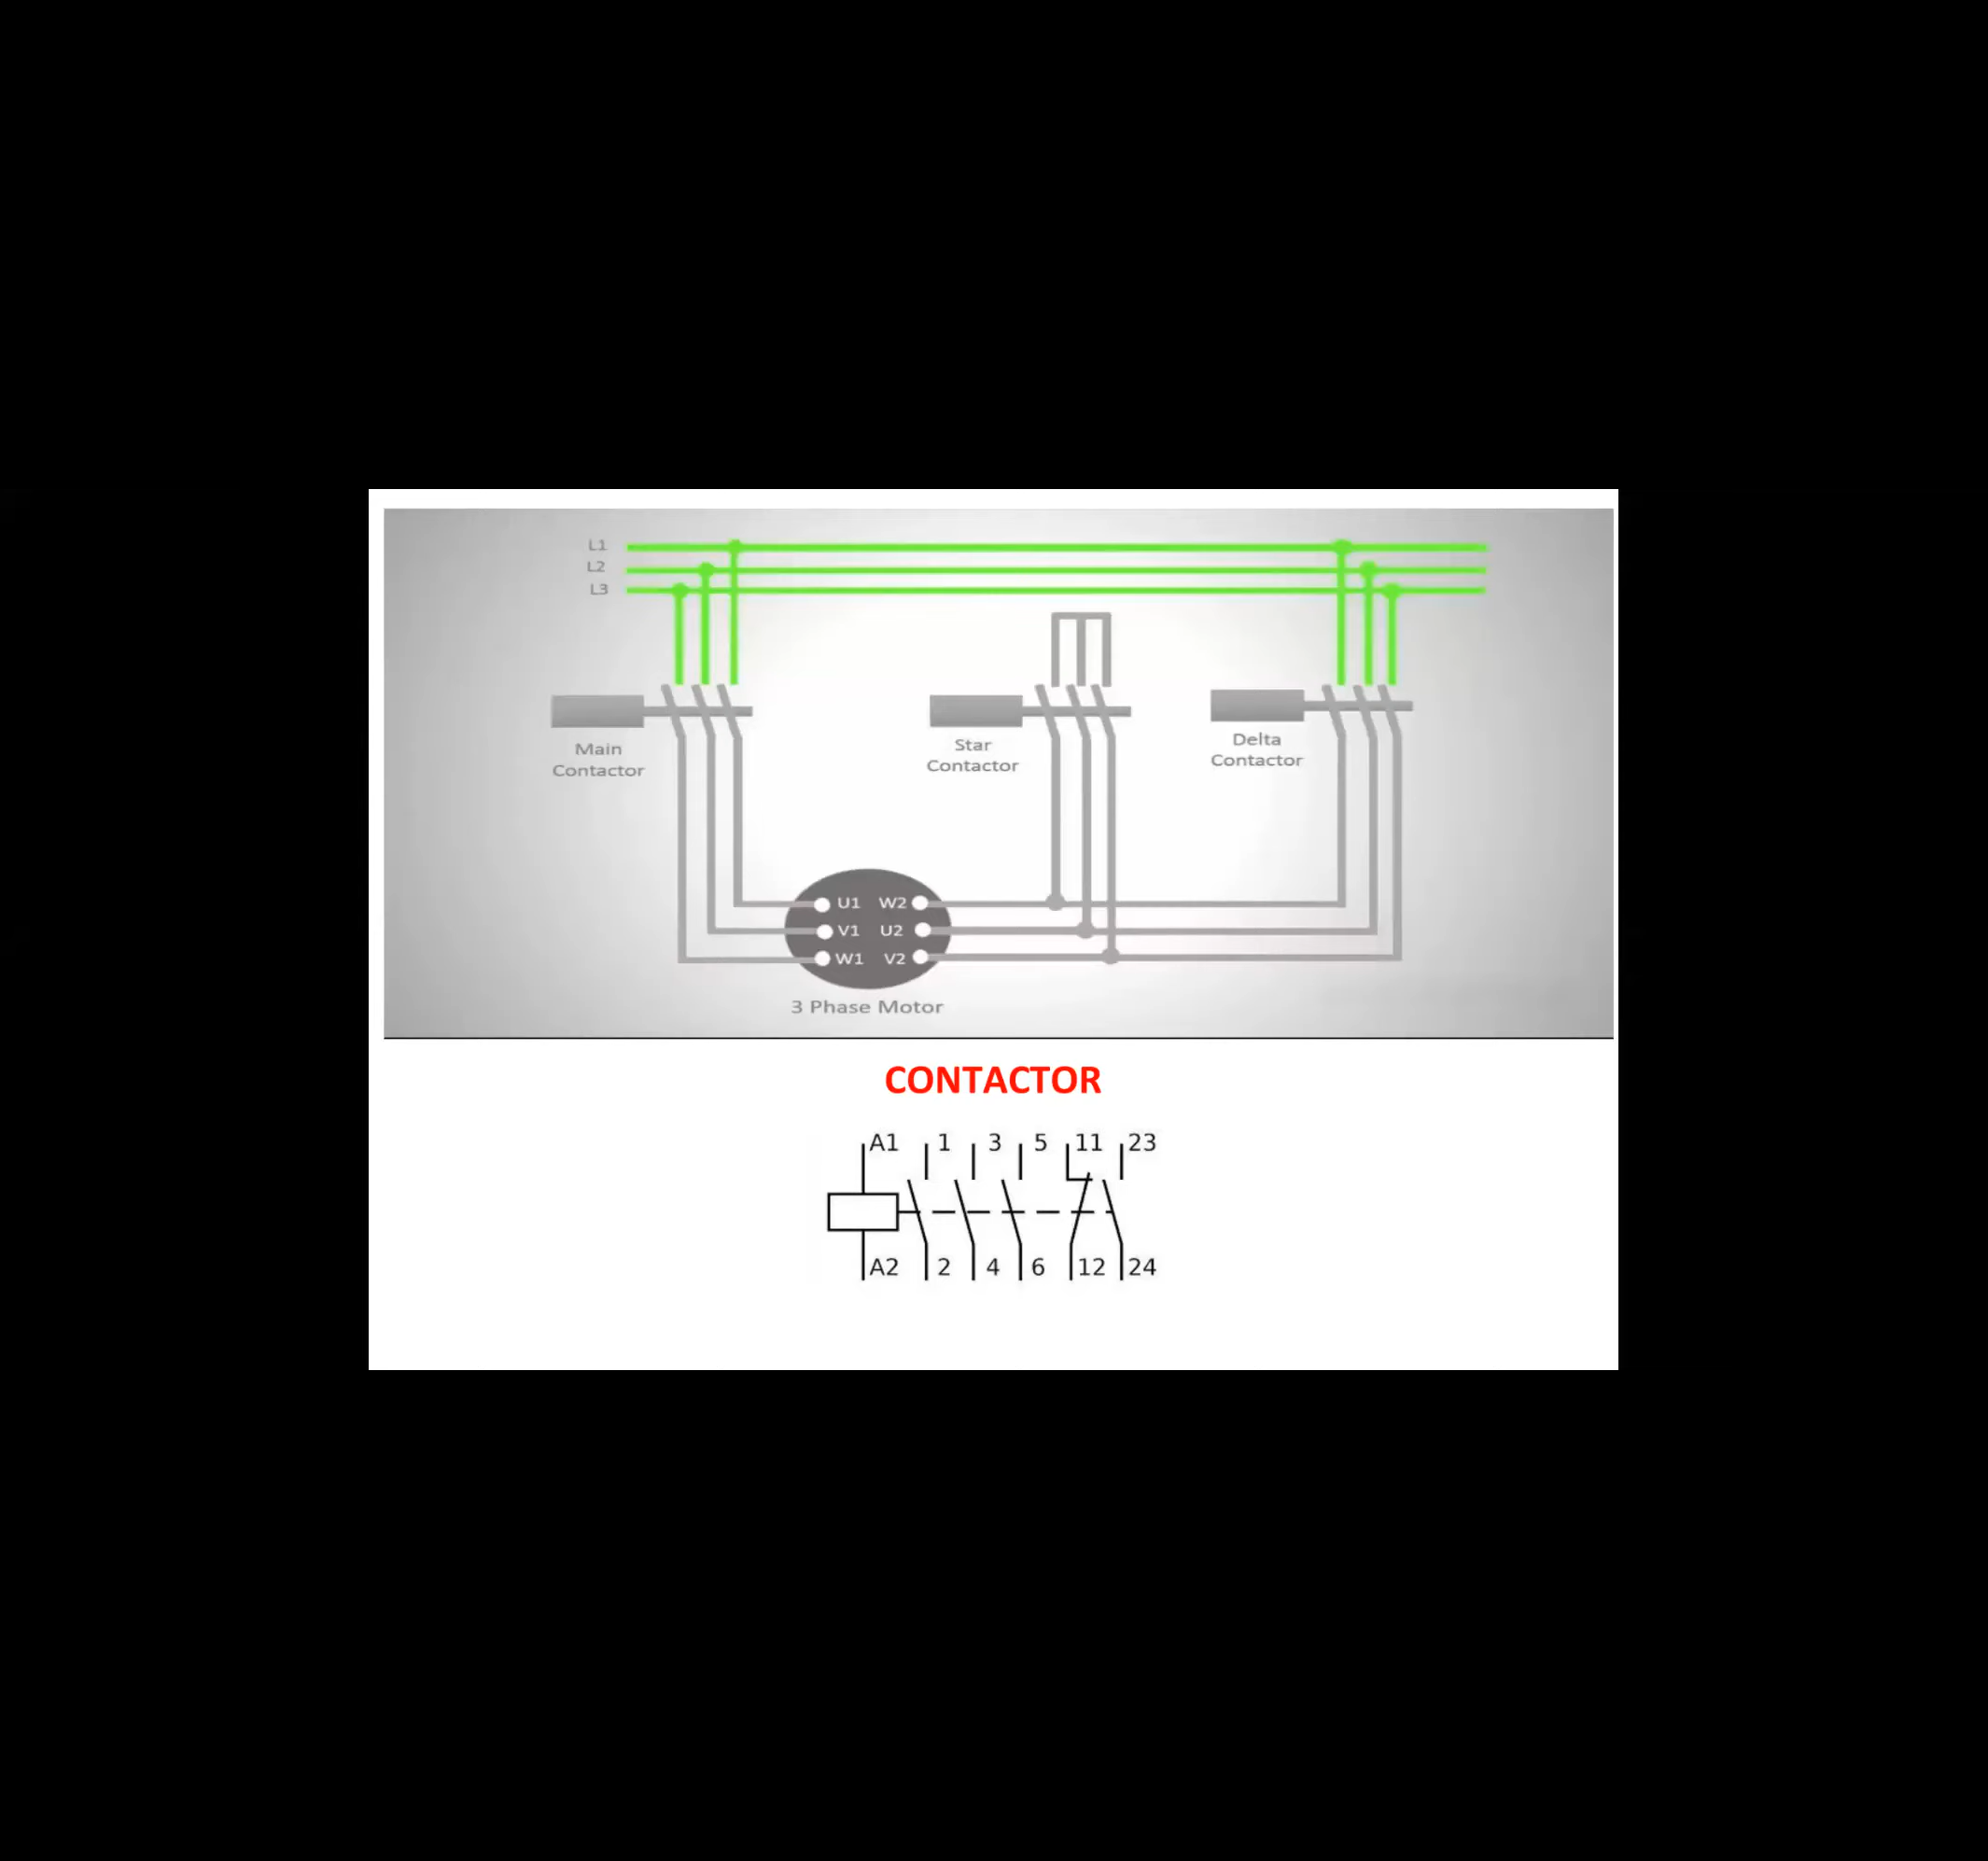 L1
L2
L3
Main
Contactor
Star
Contactor
Delta
Contactor
U1 W2
V1 U2
W1 V2
3 Phase Motor
CONTACTOR
A1 1 3 5 11 23
A2 2 4 6 12 24